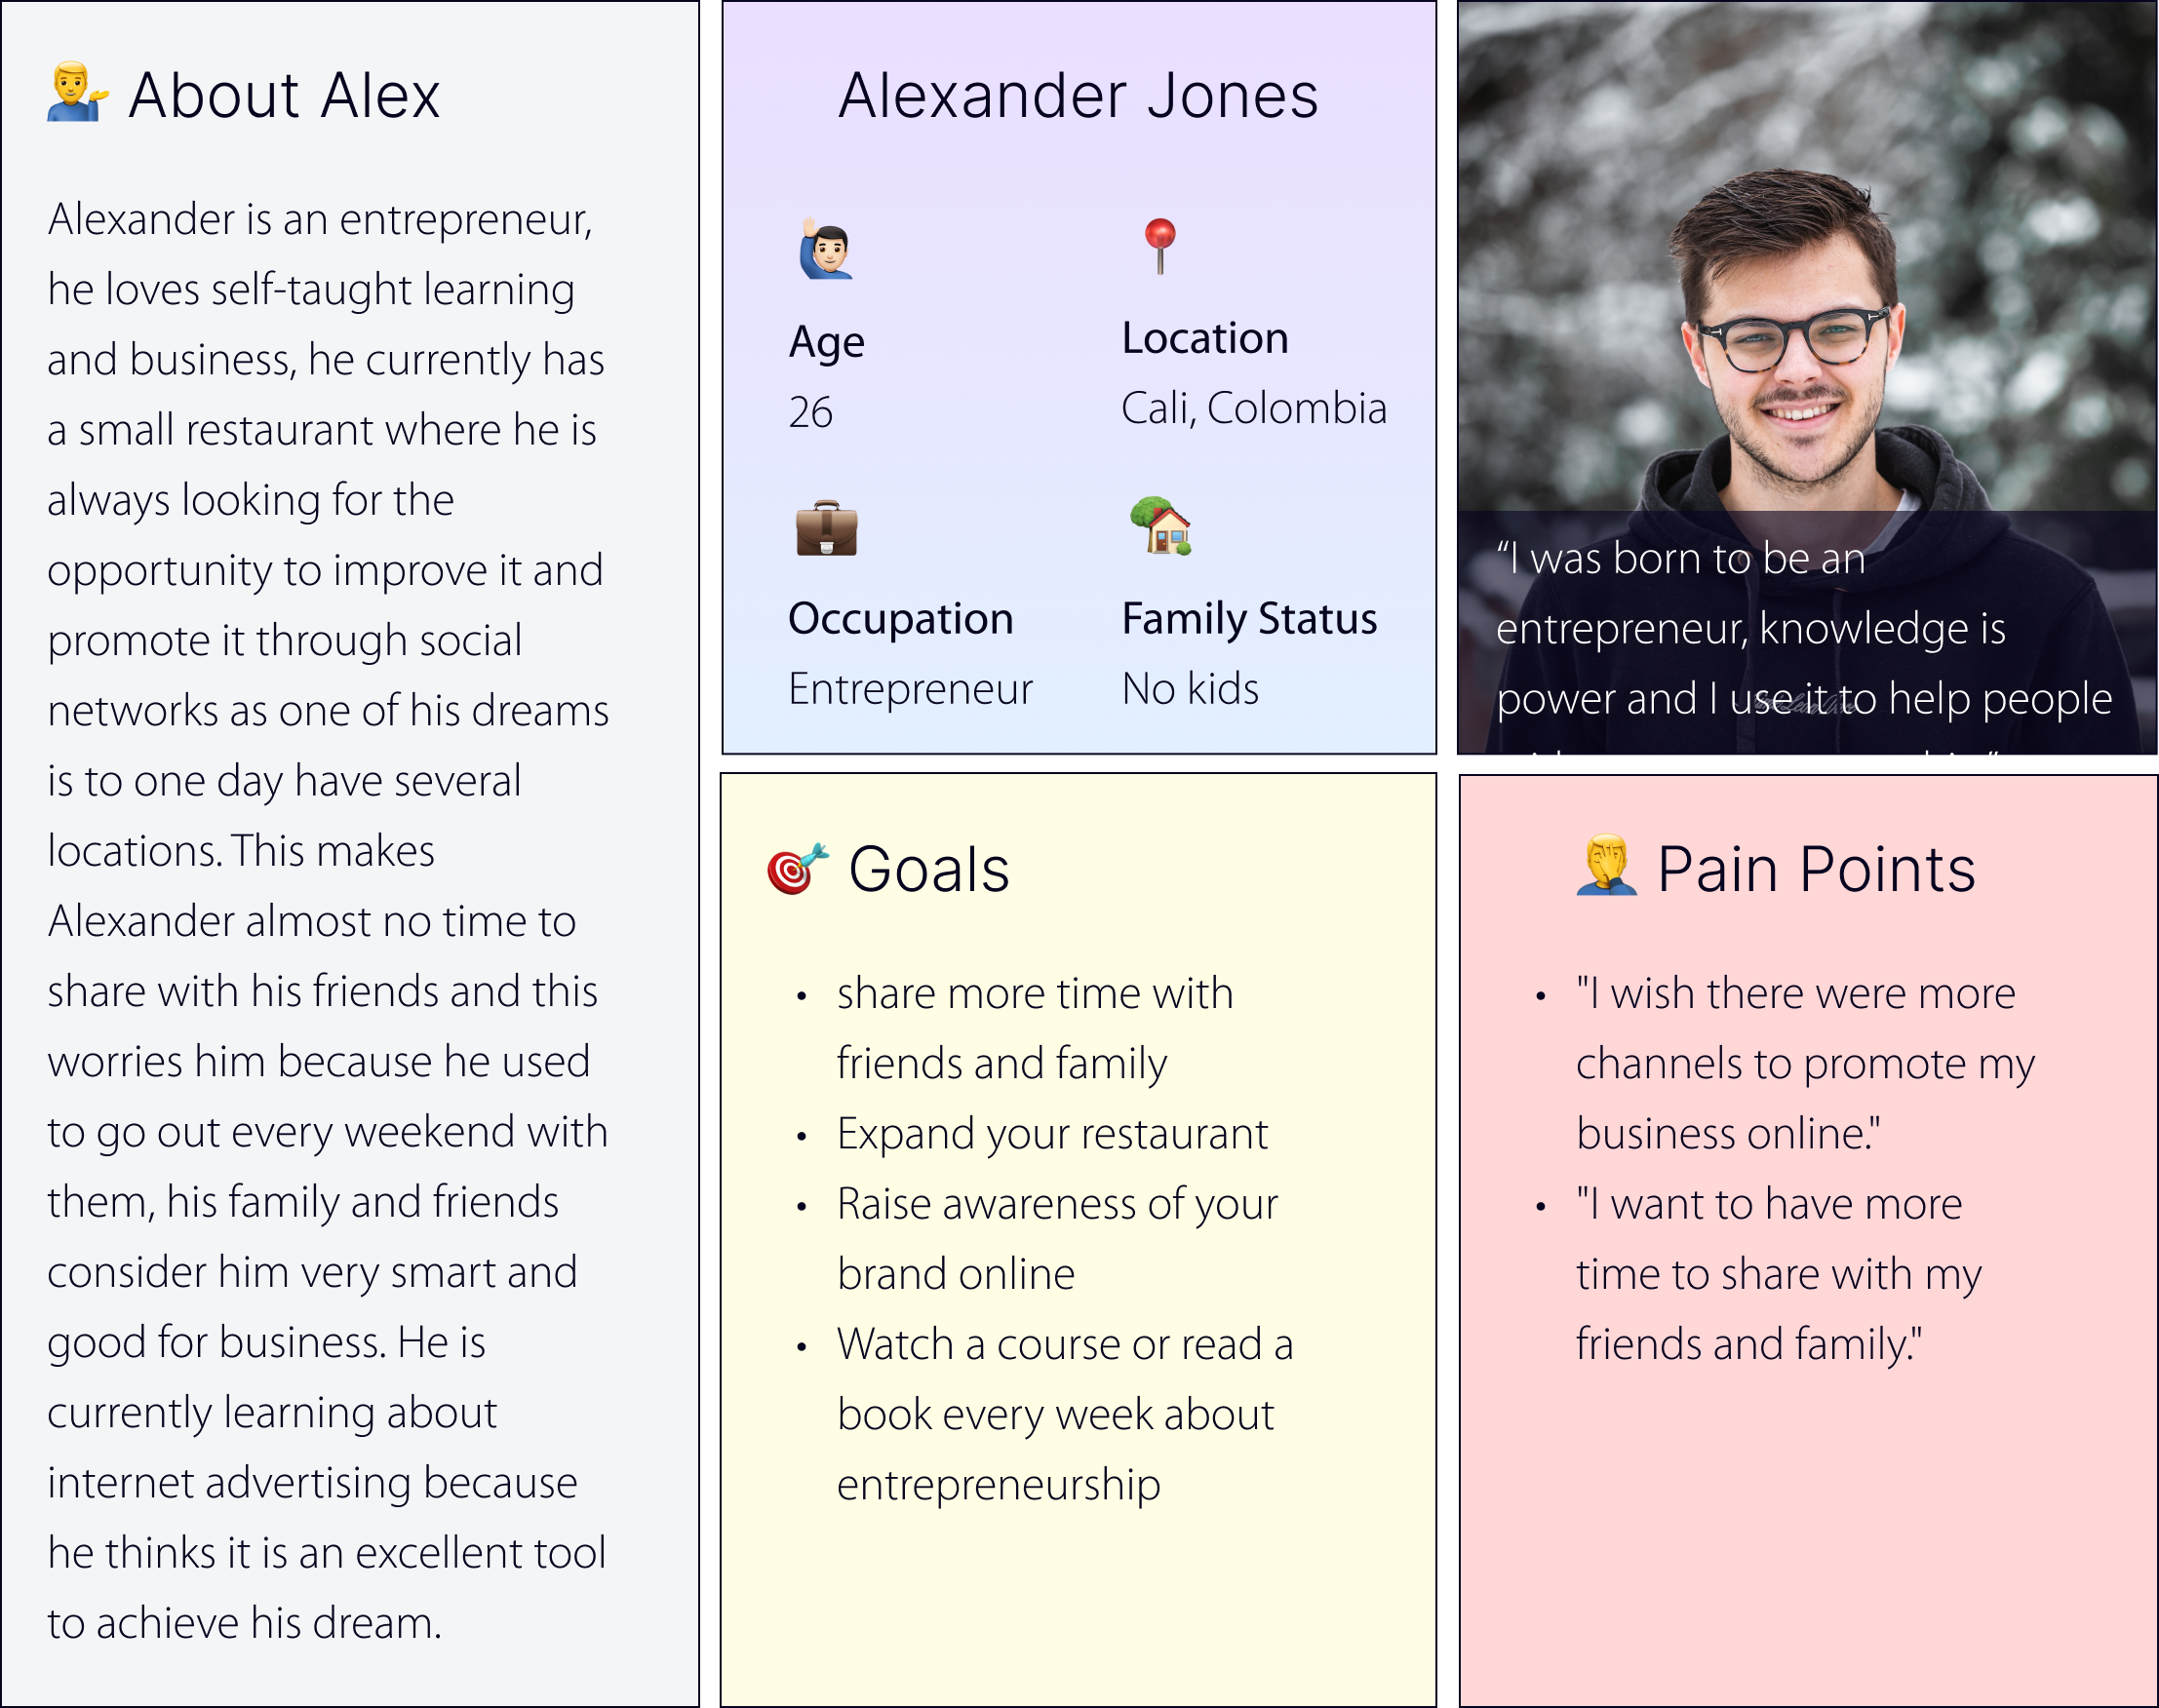 About Alex
Alexander is an entrepreneur,
he loves self-taught learning
and business, he currently has
a small restaurant where he is
always looking for the
opportunity to improve it and
promote it through social
networks as one of his dreams
is to one day have several
locations. This makes
Alexander almost no time to
share with his friends and this
worries him because he used
to go out every weekend with
them, his family and friends
consider him very smart and
good for business. He is
currently learning about
internet advertising because
he thinks it is an excellent tool
to achieve his dream.
Alexander Jones
Age
26
Location
Cali, Colombia
Occupation
Entrepreneur
Family Status
No kids
“I was born to be an
entrepreneur, knowledge is
power and I use it to help people
Goals
• share more time with
friends and family
• Expand your restaurant
• Raise awareness of your
brand online
• Watch a course or read a
book every week about
entrepreneurship
Pain Points
• "I wish there were more
channels to promote my
business online."
• "I want to have more
time to share with my
friends and family."